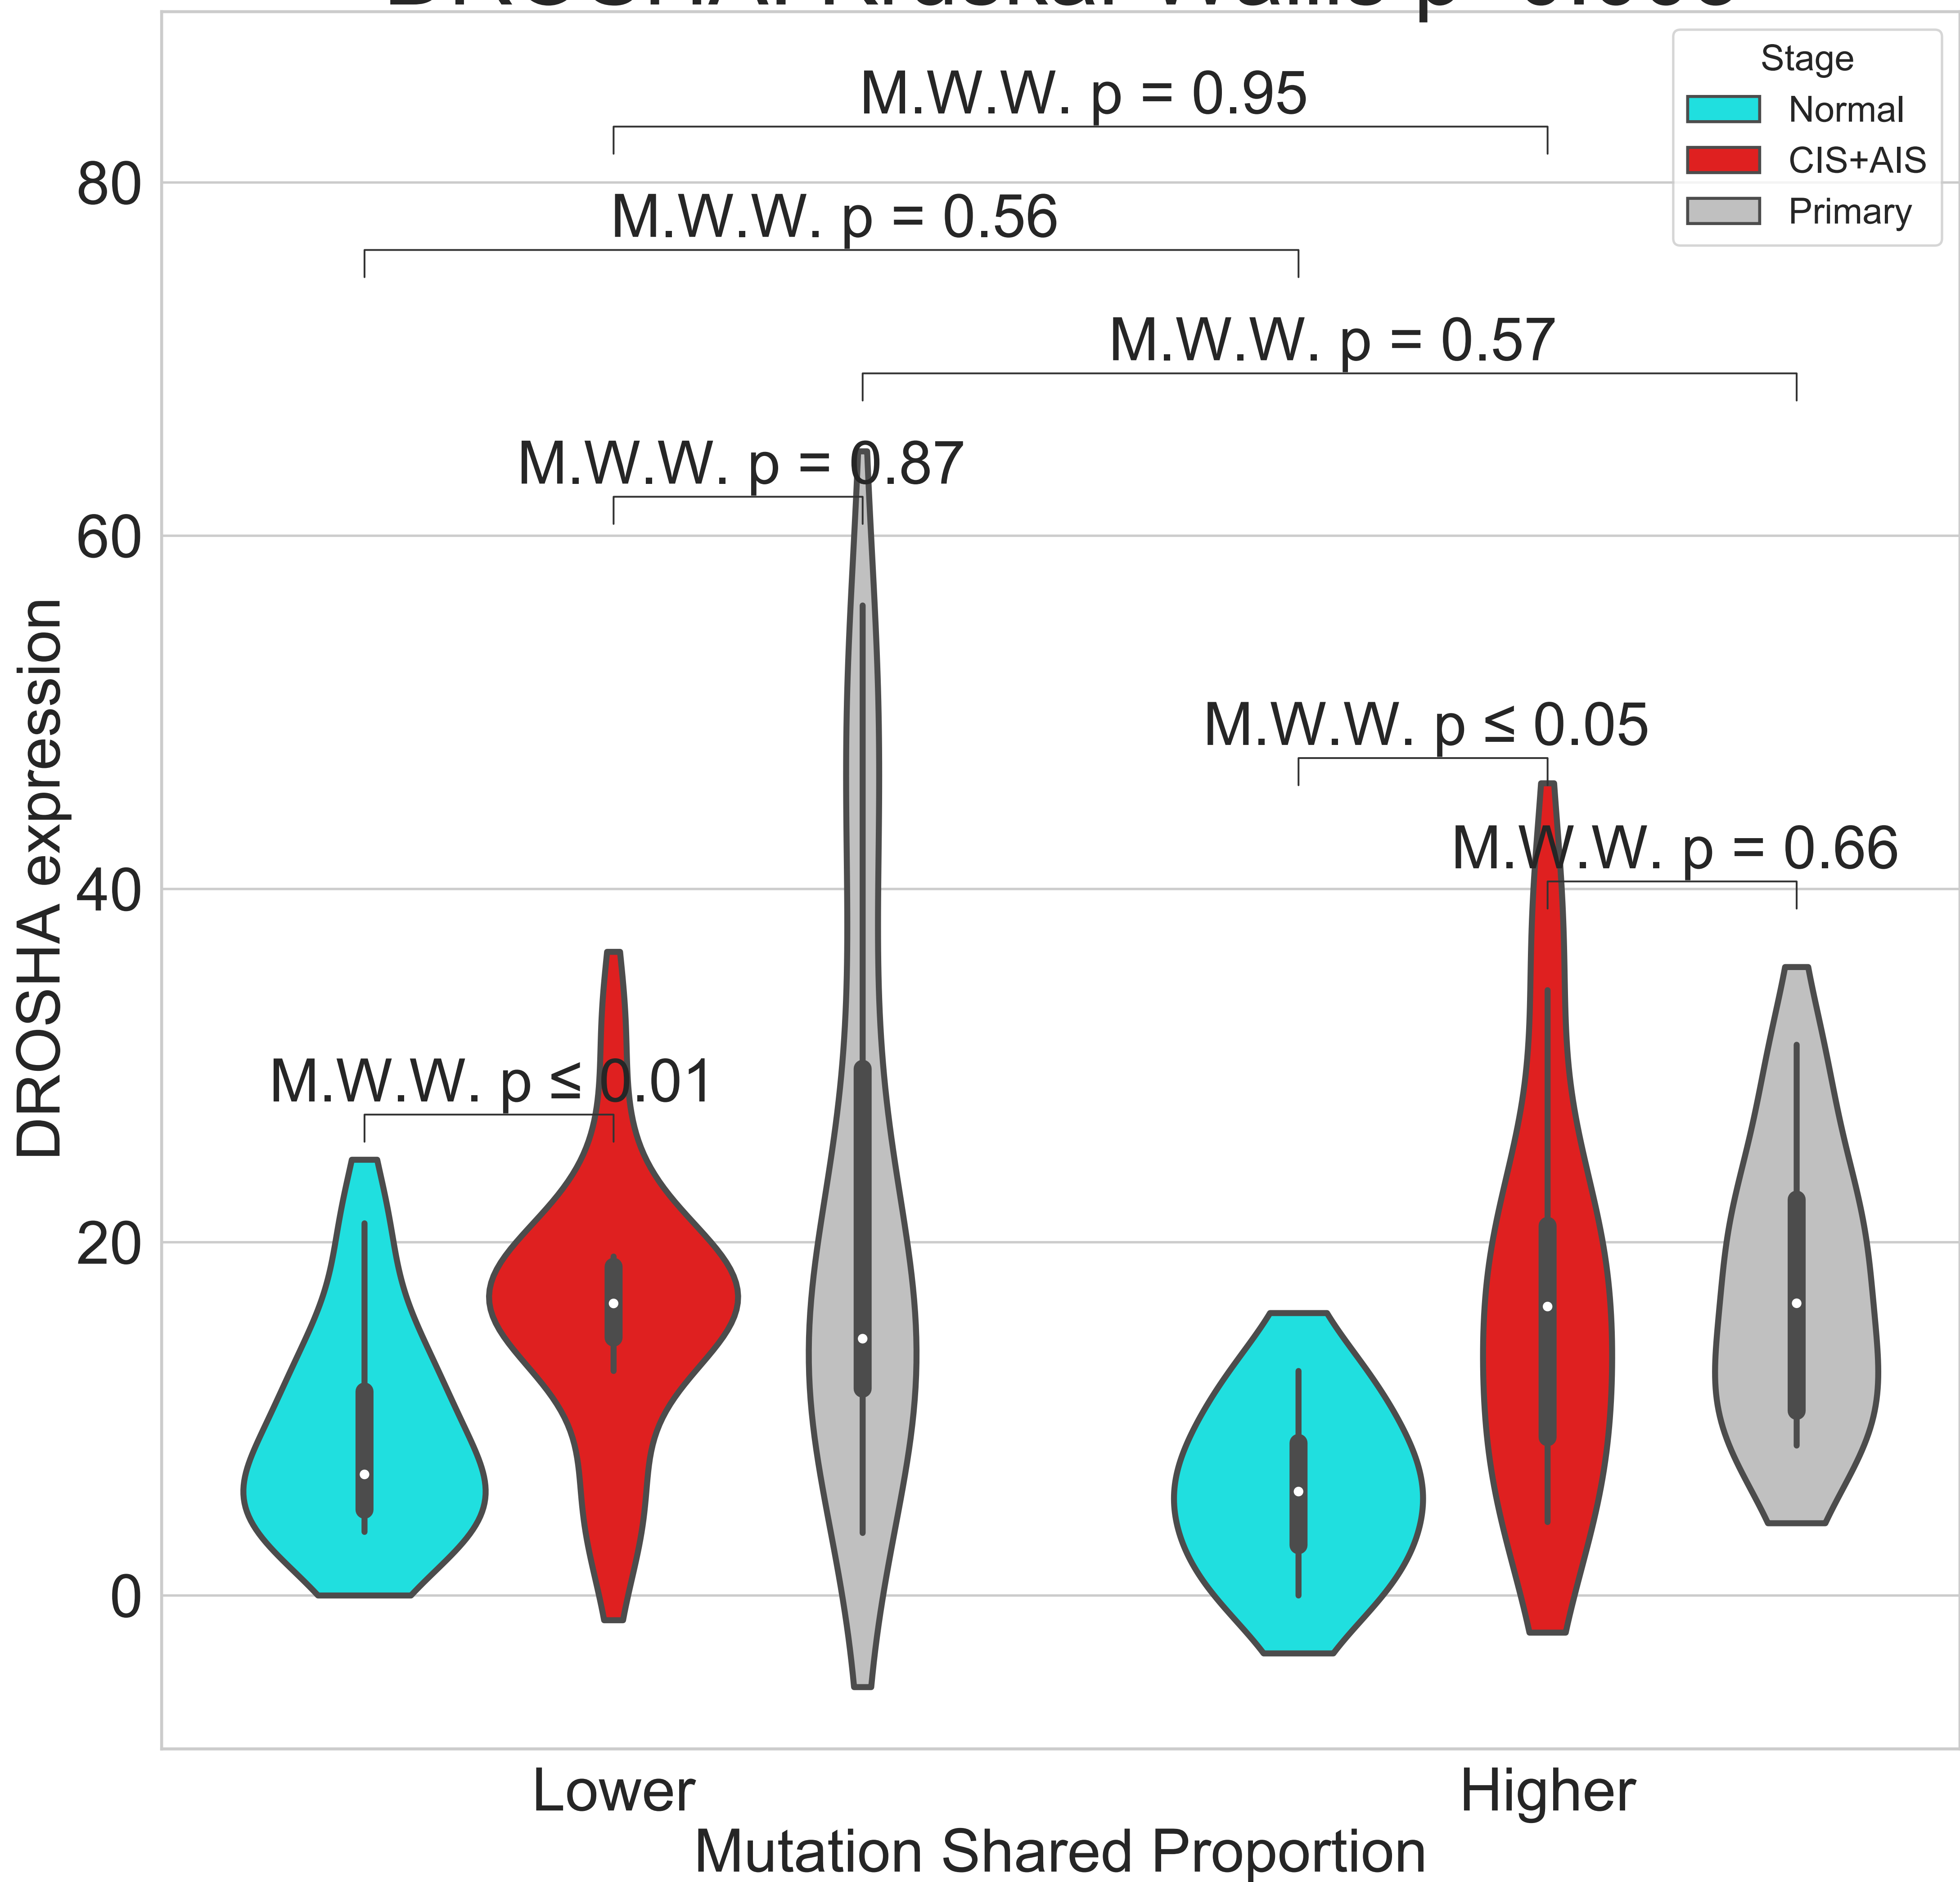 Stage
Normal
CIS+AIS
Primary
M.W.W. p = 0.95
M.W.W. p = 0.56
M.W.W. p = 0.57
M.W.W. p = 0.87
M.W.W. p ≤ 0.05
M.W.W. p = 0.66
M.W.W. p ≤ 0.01
80
60
40
20
0
DROSHA expression
Lower
Higher
Mutation Shared Proportion